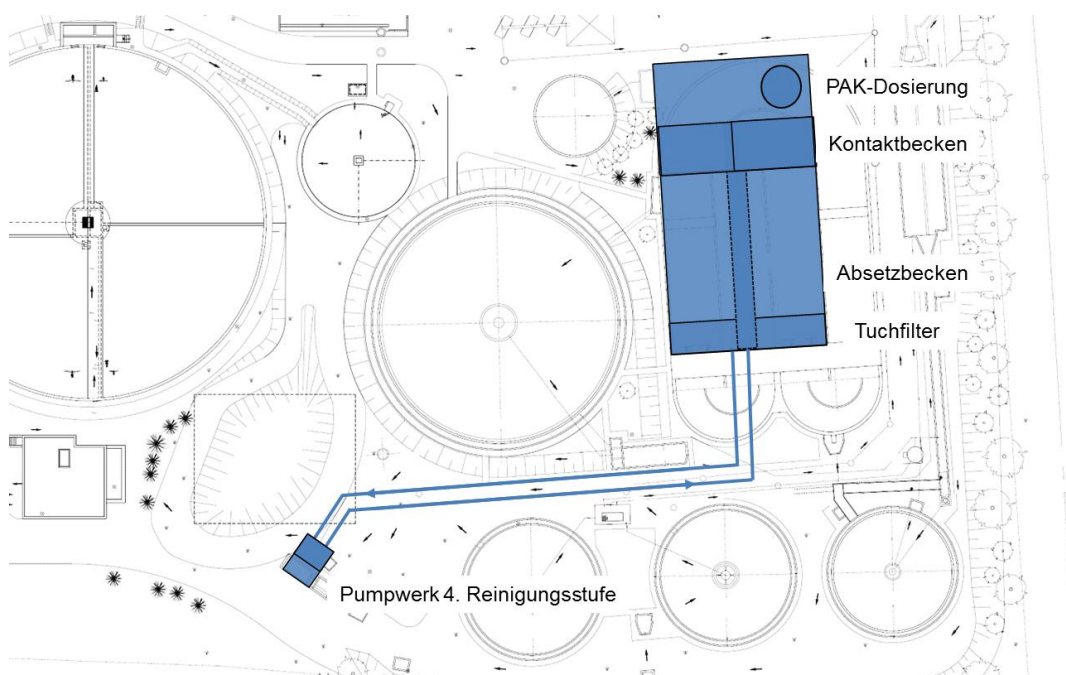 PAK-Dosierung
Kontaktbecken
Absetzbecken
Tuchfilter
Pumpwerk 4. Reinigungsstufe